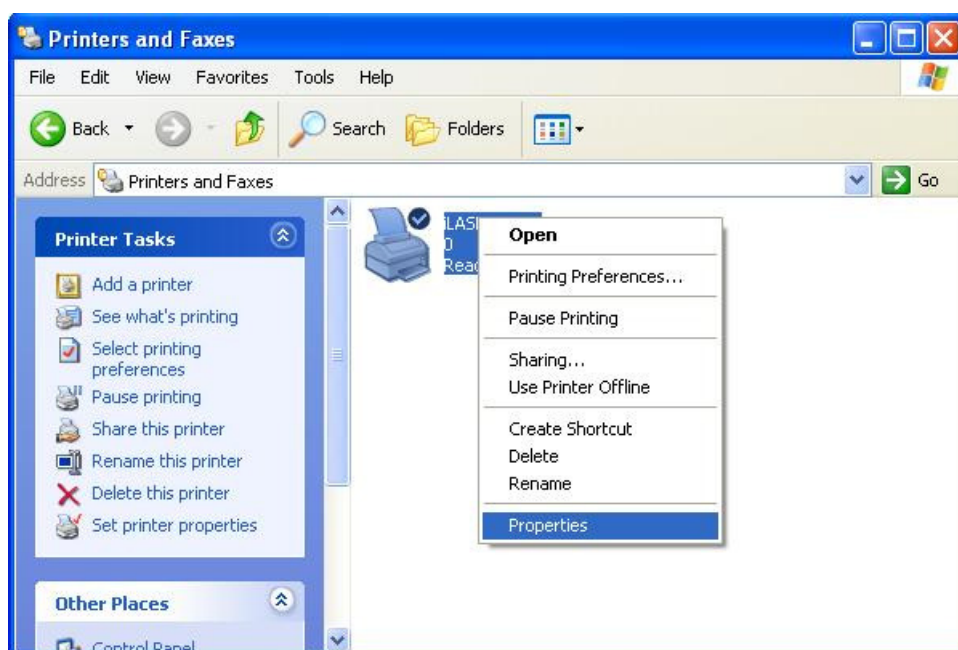 Printers and Faxes
File Edit View Favorites Tools Help
Back Search Folders
Address Printers and Faxes Go
Printer Tasks
Add a printer
See what's printing
Select printing
preferences
Pause printing
Share this printer
Rename this printer
Delete this printer
Set printer properties
Other Places
Control Panel
0
Open
Printing Preferences...
Pause Printing
Sharing...
Use Printer Offline
Create Shortcut
Delete
Rename
Properties